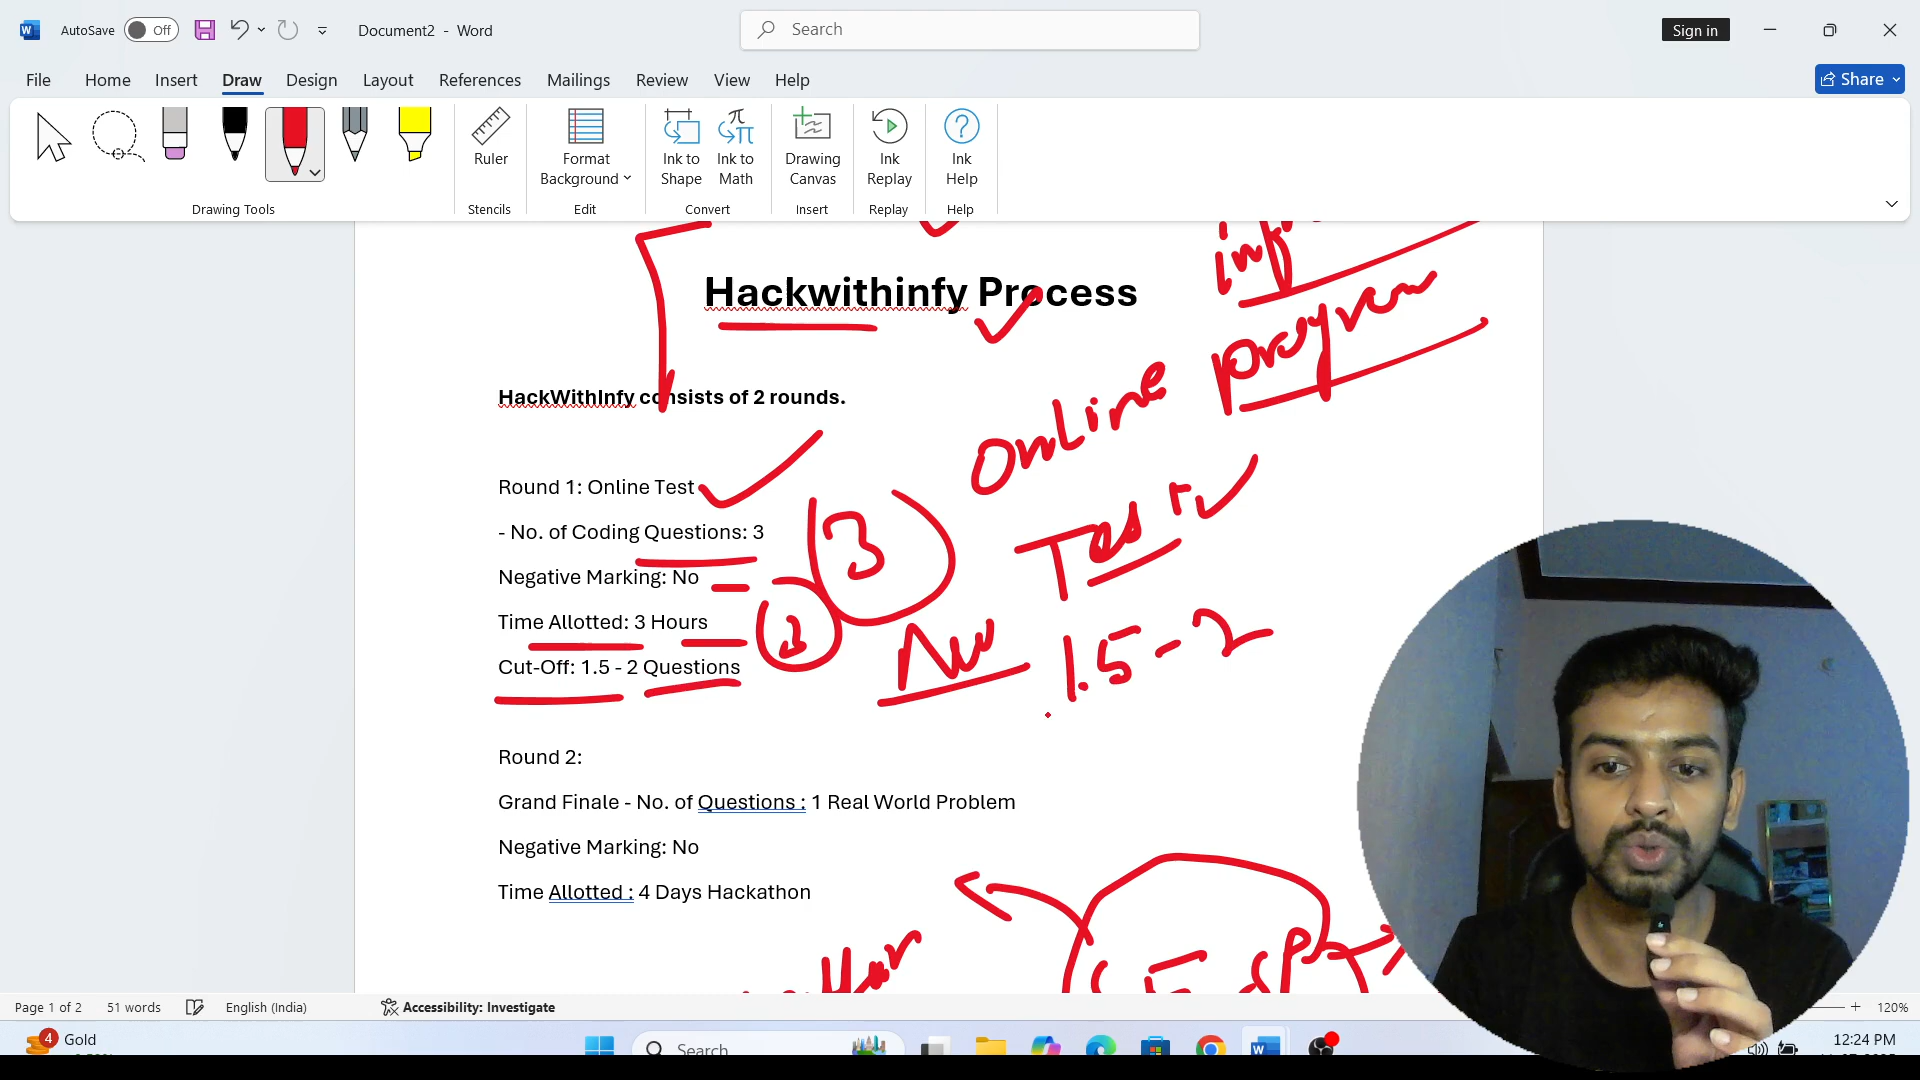 AutoSave Off Document2 - Word Search Sign in
File Home Insert Draw Design Layout References Mailings Review View Help Share
Ruler Format Background Ink to Shape Ink to Math Drawing Canvas Ink Replay Ink Help
Drawing Tools Stencils Edit Convert Insert Replay Help
Hackwithinfy Process
program
HackWithInfy consists of 2 rounds.
Online
Round 1: Online Test
Test
- No. of Coding Questions: 3
3
Negative Marking: No
Time Allotted: 3 Hours
3
1.5 - 2
Cut-Off: 1.5 - 2 Questions
Round 2:
Grand Finale - No. of Questions : 1 Real World Problem
Negative Marking: No
Time Allotted : 4 Days Hackathon
Page 1 of 2 51 words English (India) Accessibility: Investigate 120%
4 Gold Search 12:24 PM